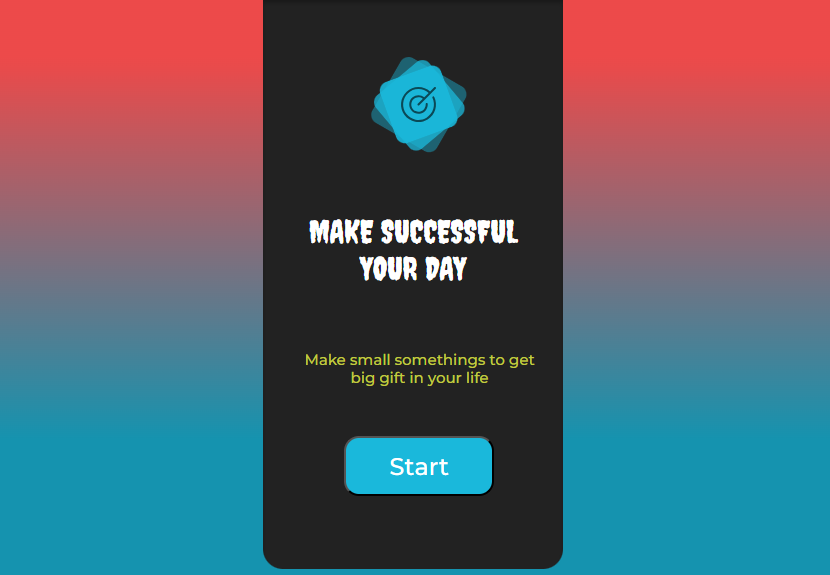 MAKE SUCCESSFUL
YOUR DAY
Make small somethings to get
big gift in your life
Start